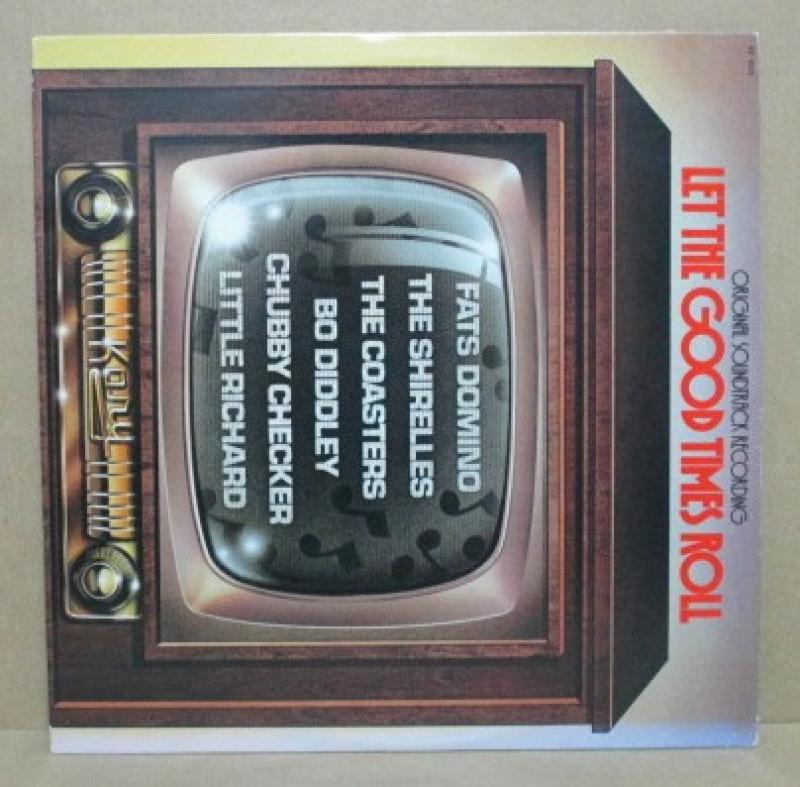 ORIGINAL SOUNDTRACK RECORDING
LET THE GOOD TIMES ROLL
FATS DOMINO
THE SHIRELLES
THE COASTERS
BO DIDDLEY
CHUBBY CHECKER
LITTLE RICHARD